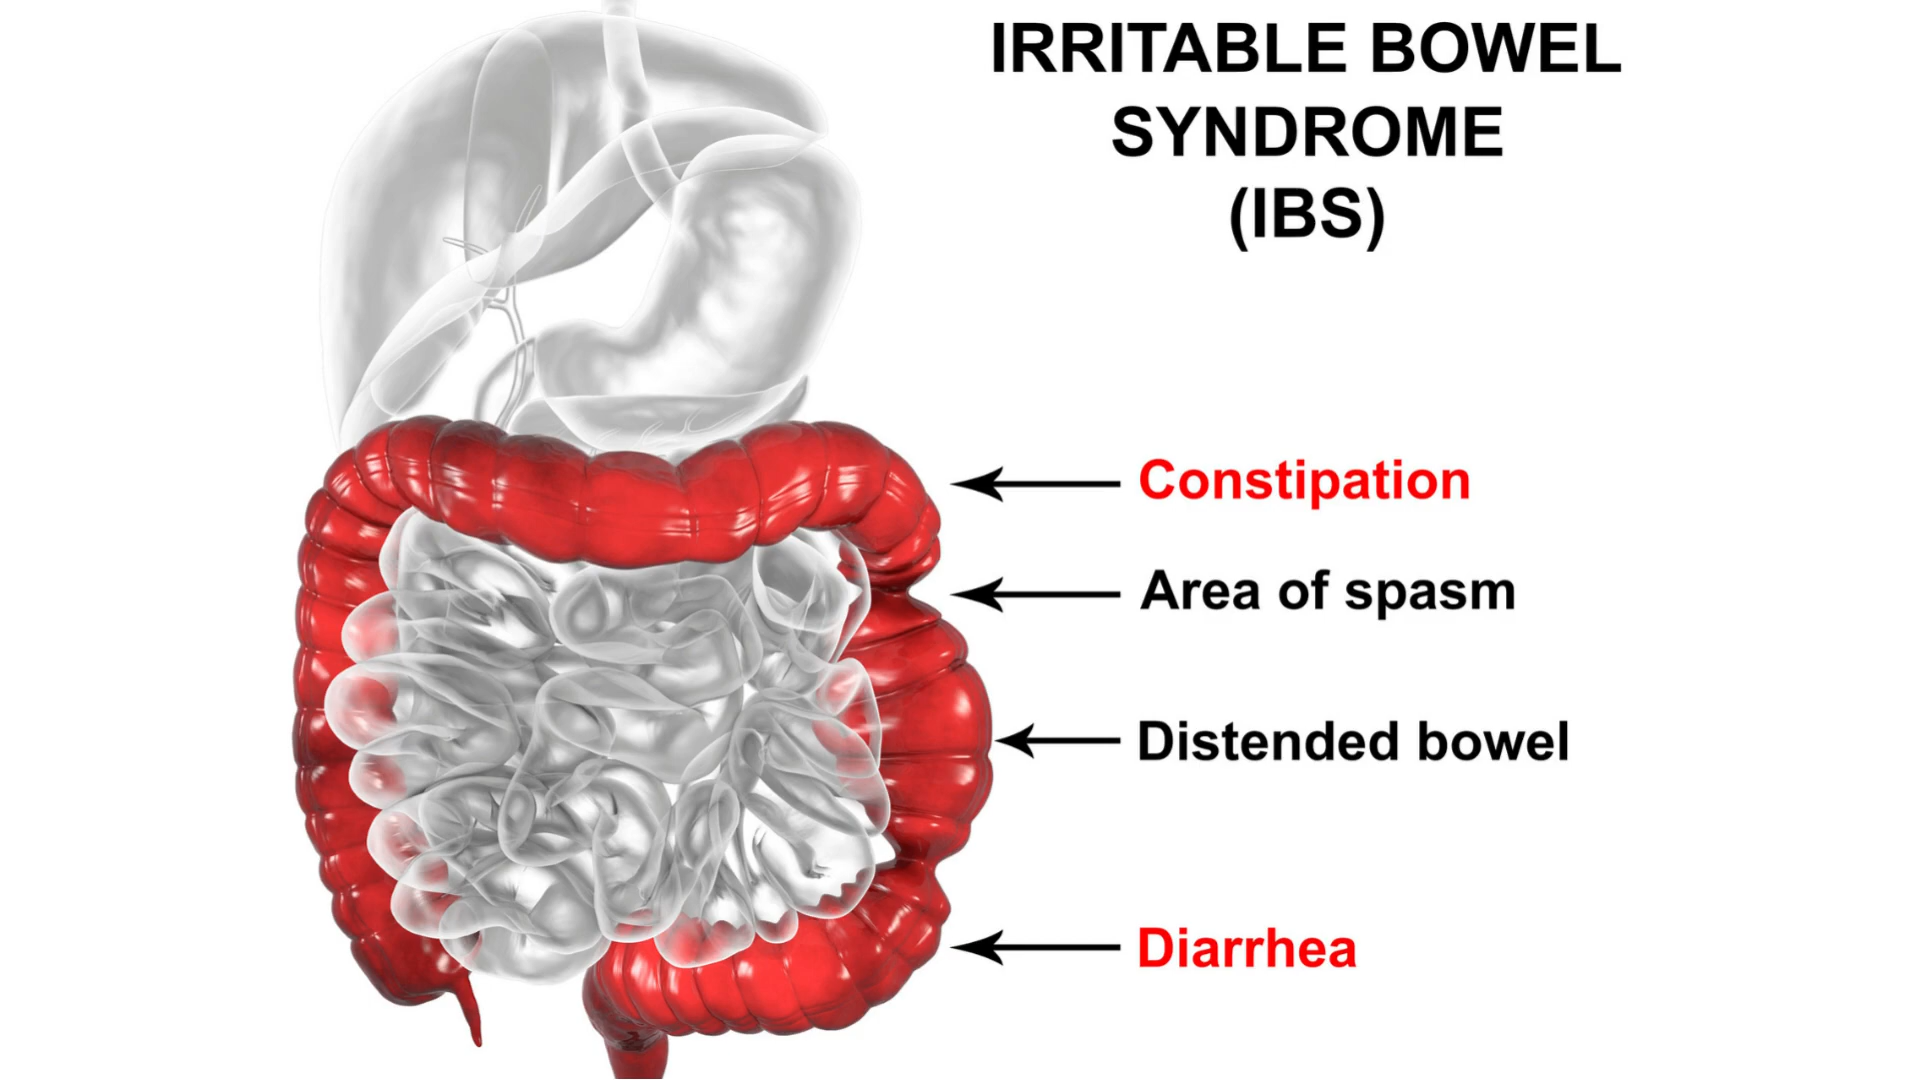 IRRITABLE BOWEL
SYNDROME
(IBS)
Constipation
Area of spasm
Distended bowel
Diarrhea